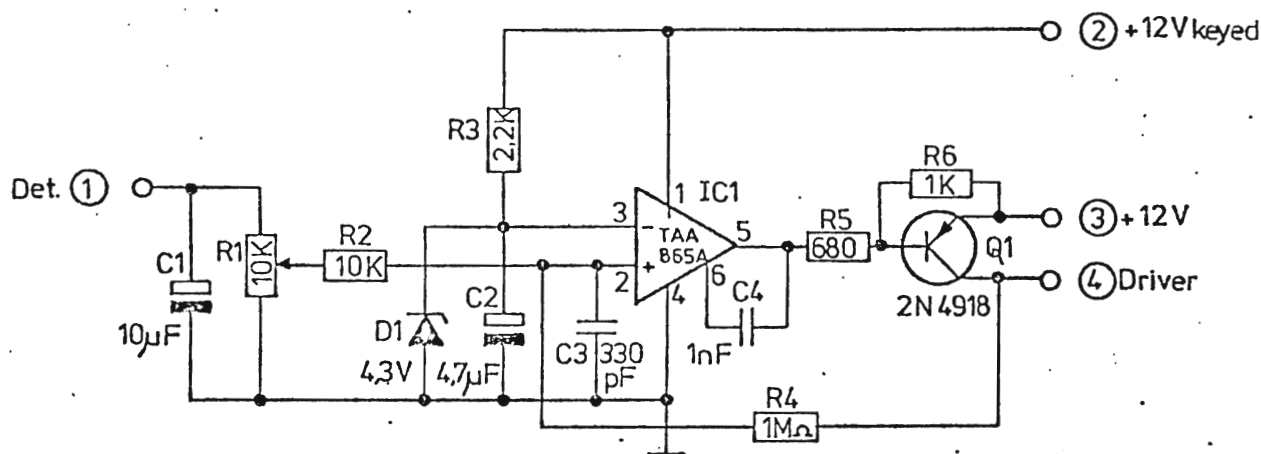 ② +12V keyed
R3
2,2K
Det. ①
R6
1K
1
IC1
3
-
TAA
865A
5
R5
680
③ +12V
R1
10K
R2
10K
2
+
6
4
Q1
C1
10µF
C2
4,7µF
D1
4,3V
C3
330
pF
C4
1nF
2N 4918
④ Driver
R4
1MΩ